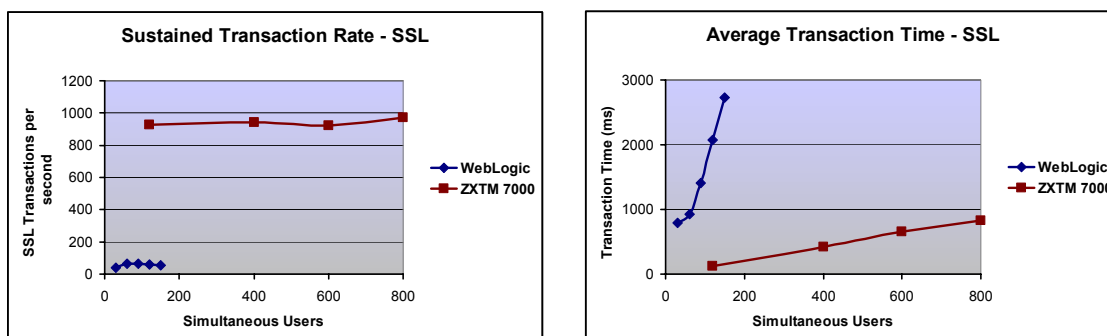 Sustained Transaction Rate - SSL
SSL Transactions per
second
1200
1000
800
600
400
200
0
0 200 400 600 800
Simultaneous Users
WebLogic
ZXTM 7000
Average Transaction Time - SSL
Transaction Time (ms)
3000
2000
1000
0
0 200 400 600 800
Simultaneous Users
WebLogic
ZXTM 7000